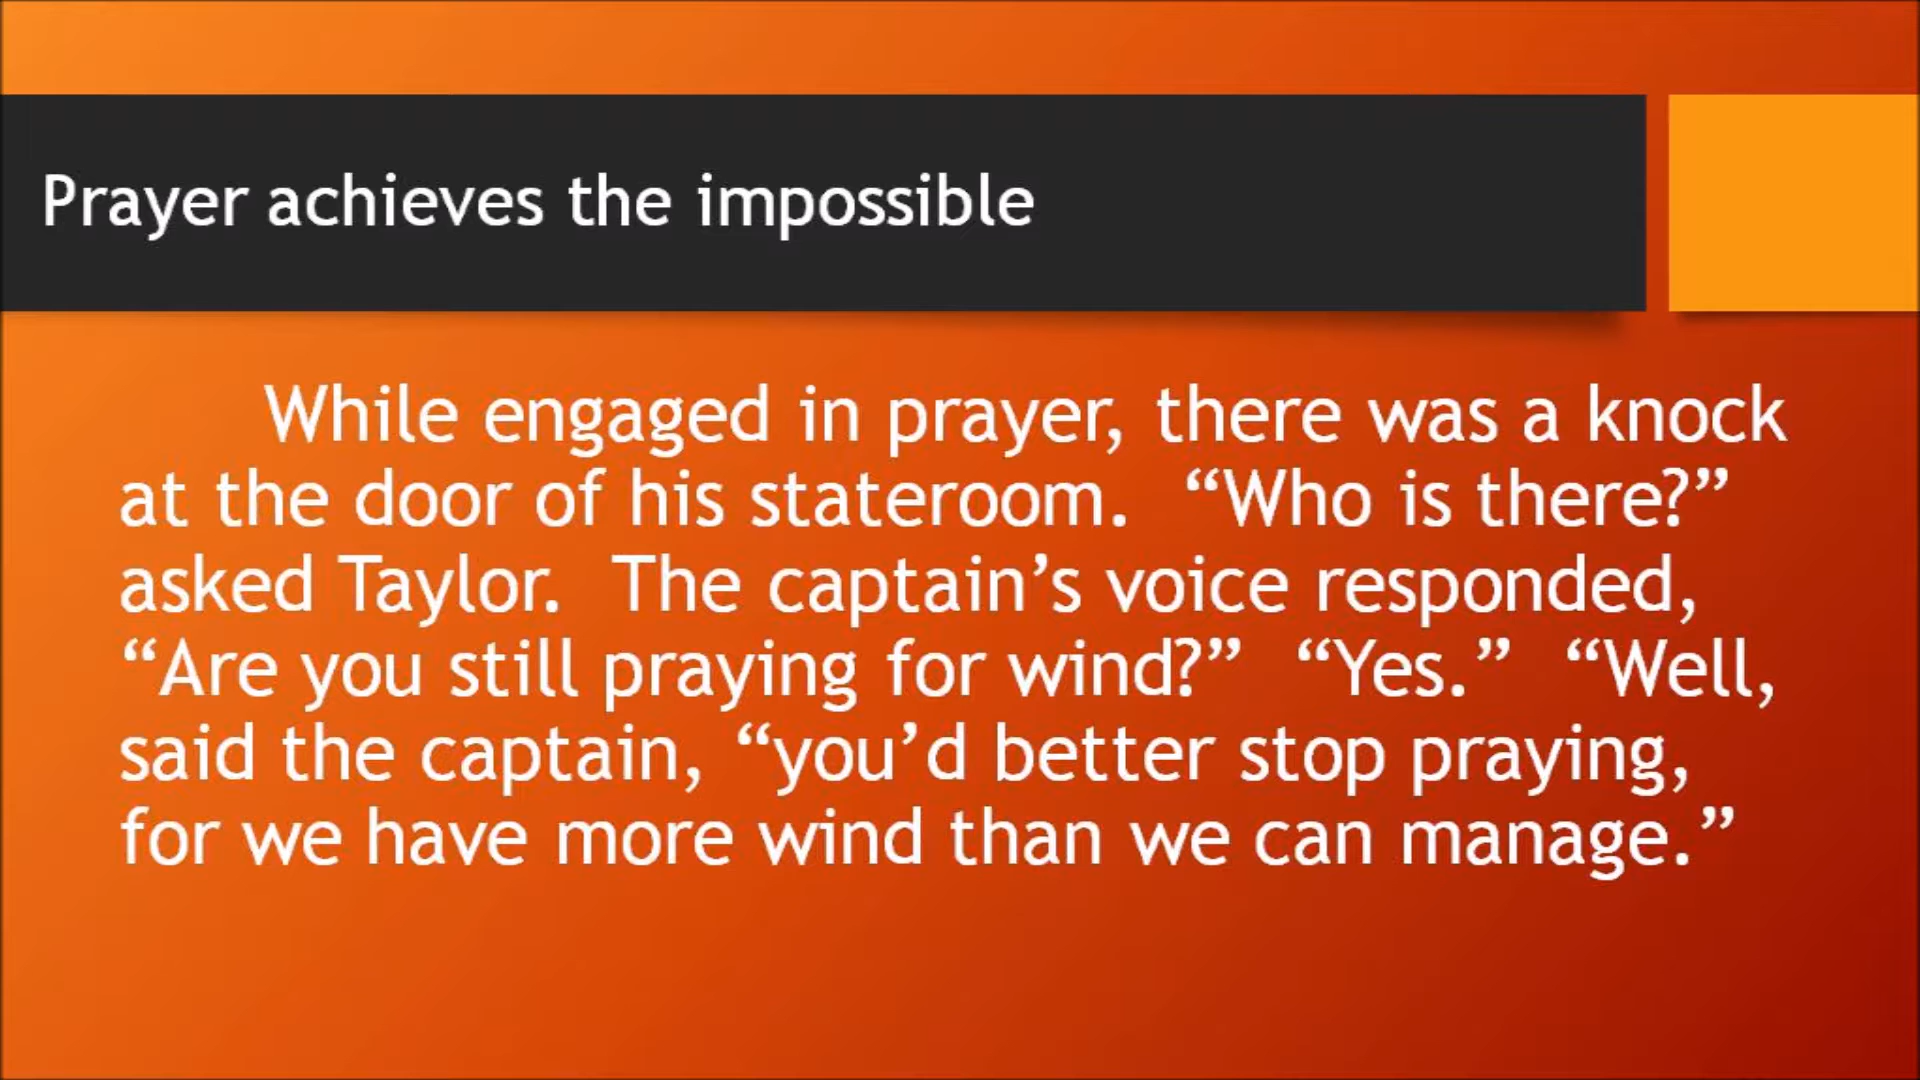 Prayer achieves the impossible
While engaged in prayer, there was a knock
at the door of his stateroom.  “Who is there?”
asked Taylor.  The captain’s voice responded,
“Are you still praying for wind?”  “Yes.”  “Well,
said the captain, “you’d better stop praying,
for we have more wind than we can manage.”